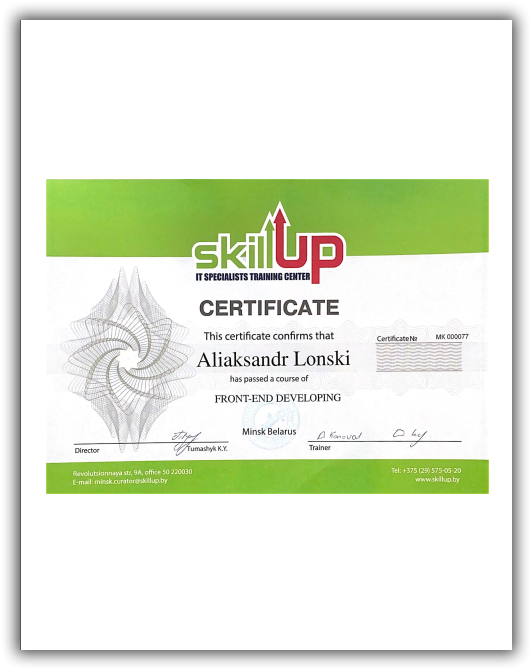 skillup
IT SPECIALISTS TRAINING CENTER
CERTIFICATE
This certificate confirms that
Certificate № MK 000077
Aliaksandr Lonski
has passed a course of
FRONT-END DEVELOPING
Minsk Belarus
D Konoval
Director
Tumashyk K.Y.
Trainer
Revolutsionnaya str, 9A, office 50 220030
E-mail: minsk.curator@skillup.by
Tel: +375 (29) 575-05-20
www.skillup.by